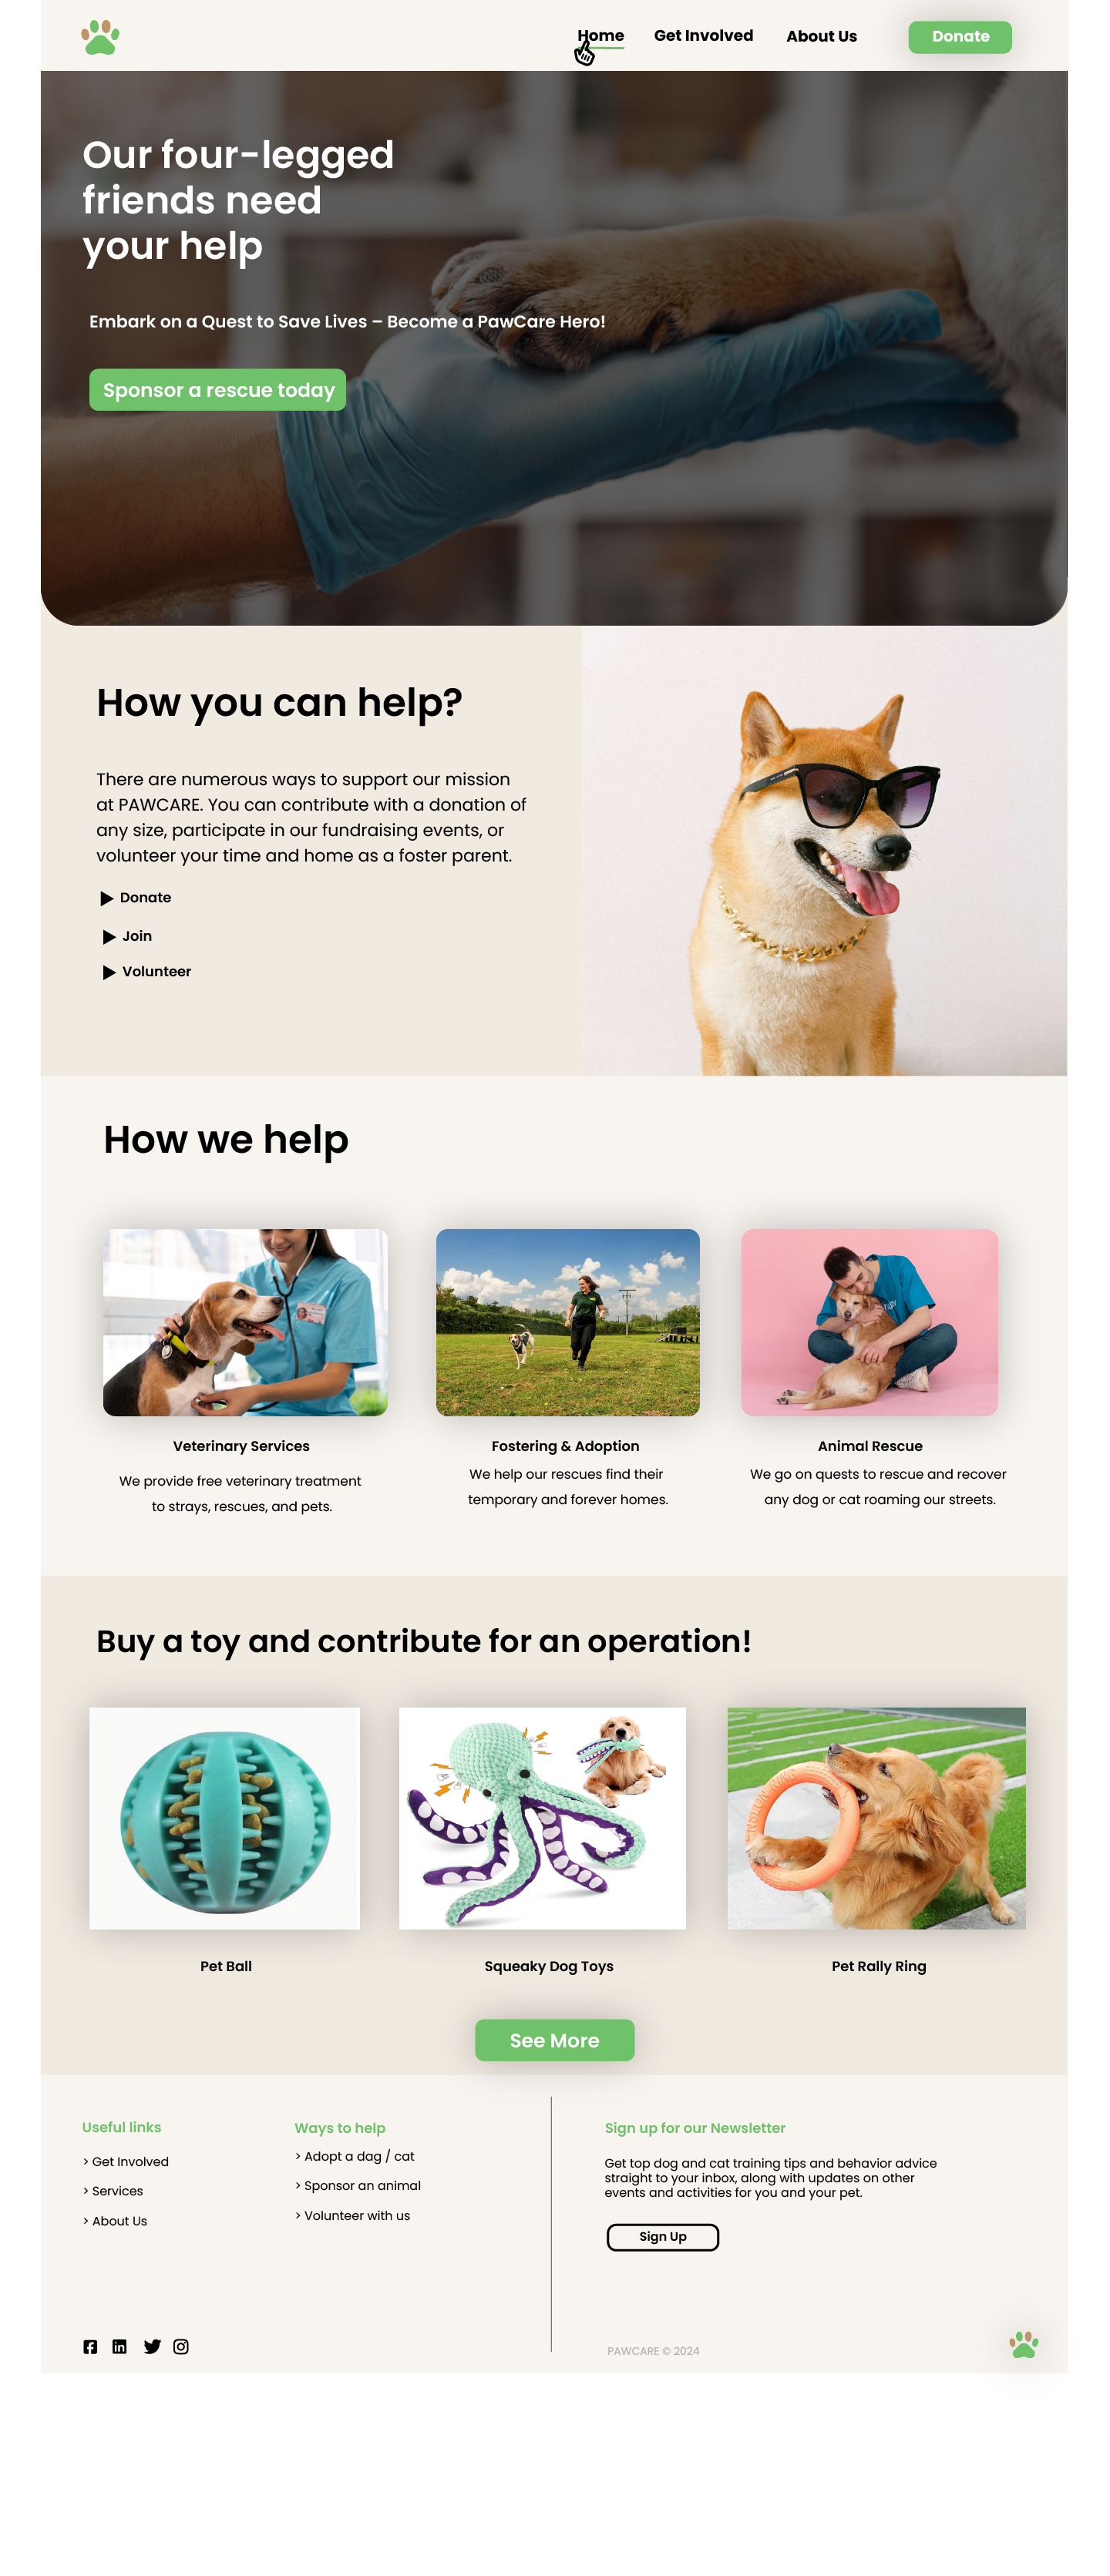 Home
Get Involved
About Us
Donate
Our four-legged
friends need
your help
Embark on a Quest to Save Lives – Become a PawCare Hero!
Sponsor a rescue today
How you can help?
There are numerous ways to support our mission
at PAWCARE. You can contribute with a donation of
any size, participate in our fundraising events, or
volunteer your time and home as a foster parent.
Donate
Join
Volunteer
How we help
Veterinary Services
We provide free veterinary treatment
to strays, rescues, and pets.
Fostering & Adoption
We help our rescues find their
temporary and forever homes.
Animal Rescue
We go on quests to rescue and recover
any dog or cat roaming our streets.
Buy a toy and contribute for an operation!
Pet Ball
Squeaky Dog Toys
Pet Rally Ring
See More
Useful links
> Get Involved
> Services
> About Us
Ways to help
> Adopt a dag / cat
> Sponsor an animal
> Volunteer with us
Sign up for our Newsletter
Get top dog and cat training tips and behavior advice
straight to your inbox, along with updates on other
events and activities for you and your pet.
Sign Up
PAWCARE © 2024